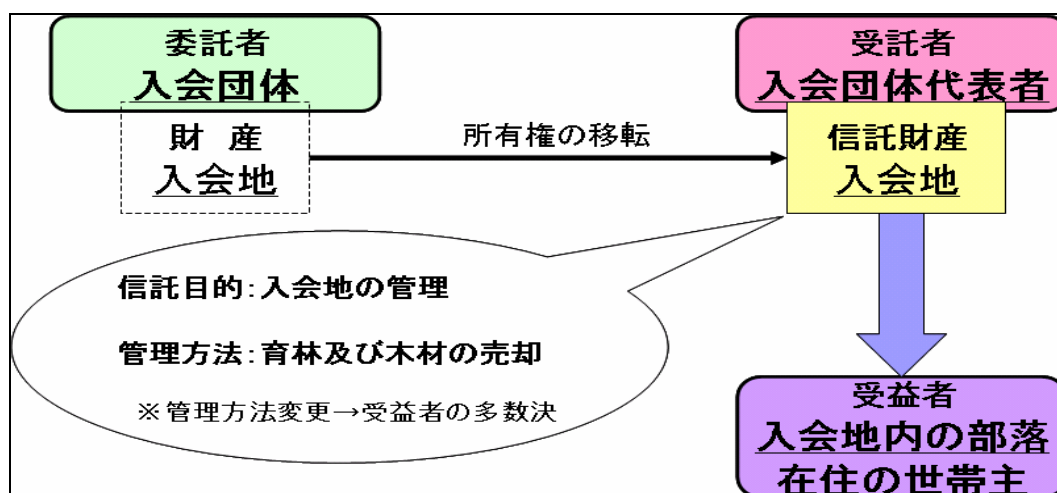 委託者
入会団体
財 産
入会地
所有権の移転
受託者
入会団体代表者
信託財産
入会地
信託目的：入会地の管理
管理方法：育林及び木材の売却
※管理方法変更→受益者の多数決
受益者
入会地内の部落
在住の世帯主